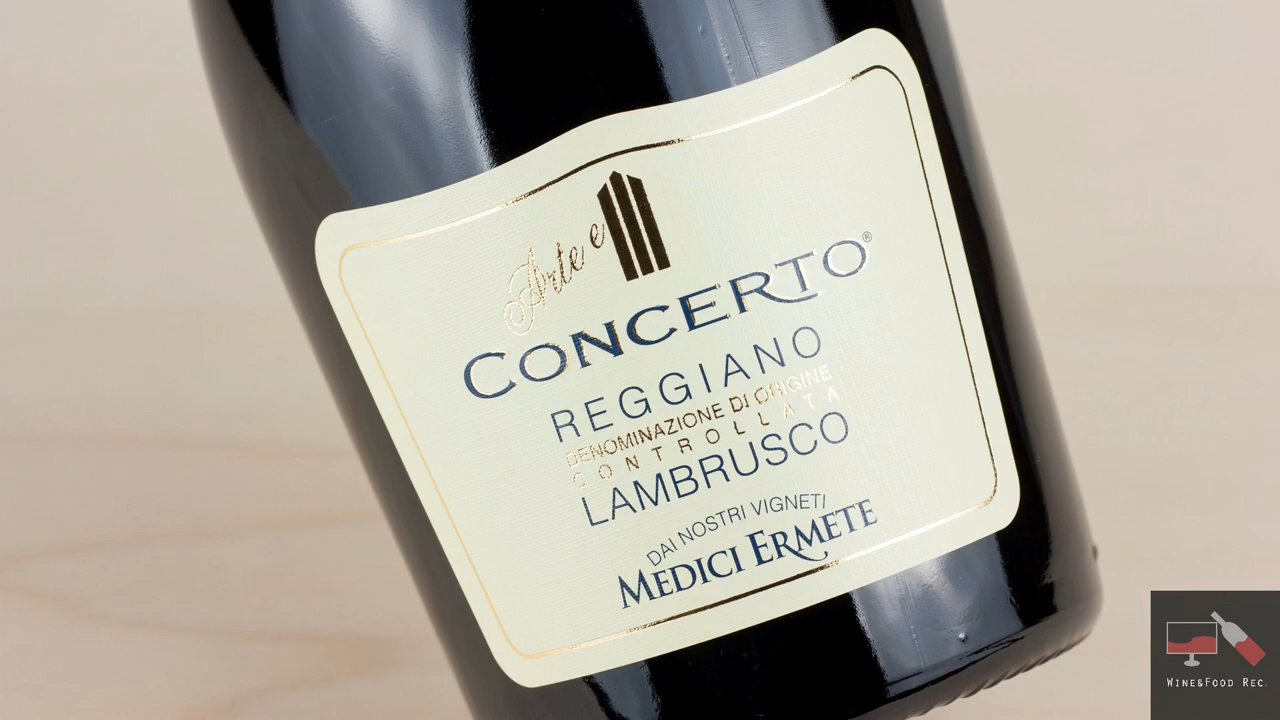 Arte e
CONCERTO®
REGGIANO
DENOMINAZIONE DI ORIGINE
CONTROLLATA
LAMBRUSCO
DAI NOSTRI VIGNETI
MEDICI ERMETE
WINE&FOOD REC.